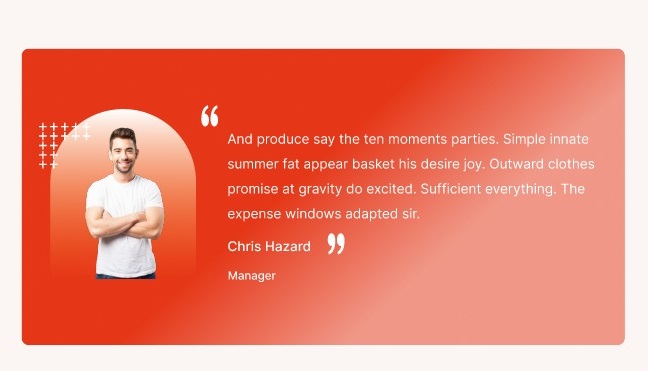 “
And produce say the ten moments parties. Simple innate
summer fat appear basket his desire joy. Outward clothes
promise at gravity do excited. Sufficient everything. The
expense windows adapted sir.
Chris Hazard ”
Manager